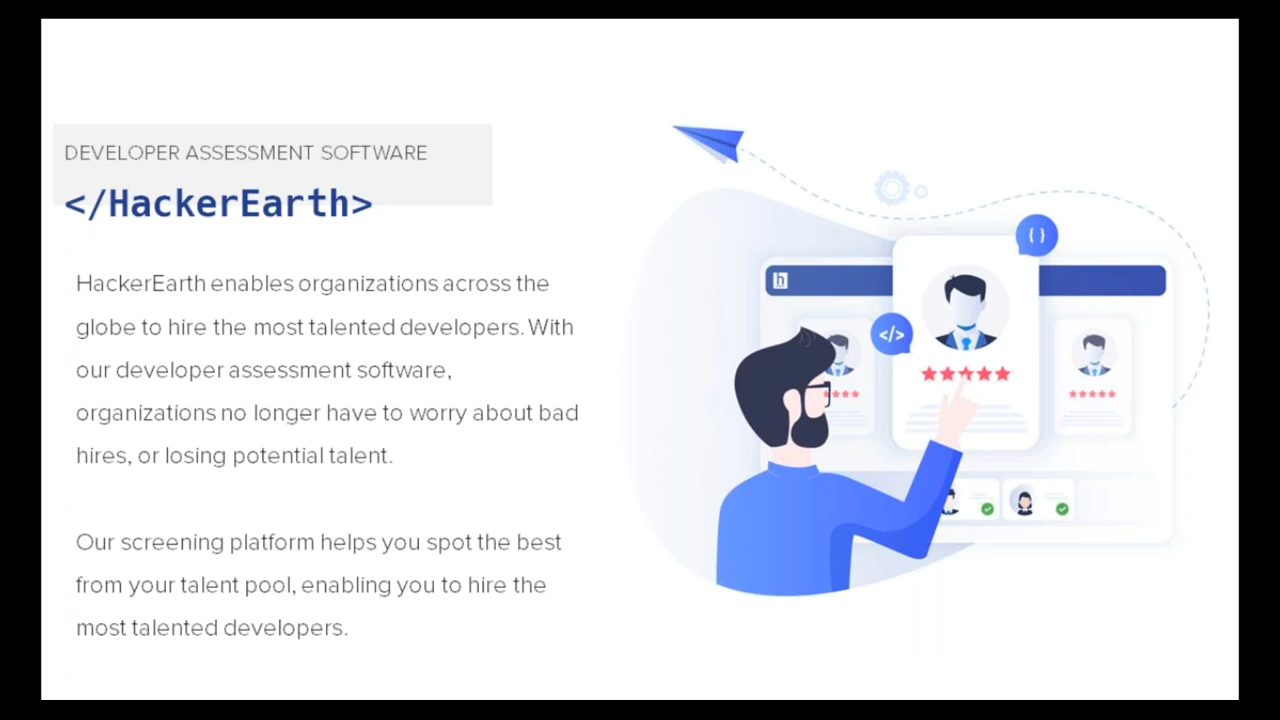 DEVELOPER ASSESSMENT SOFTWARE
</HackerEarth>
HackerEarth enables organizations across the
globe to hire the most talented developers. With
our developer assessment software,
organizations no longer have to worry about bad
hires, or losing potential talent.
Our screening platform helps you spot the best
from your talent pool, enabling you to hire the
most talented developers.
{ }
h
</>